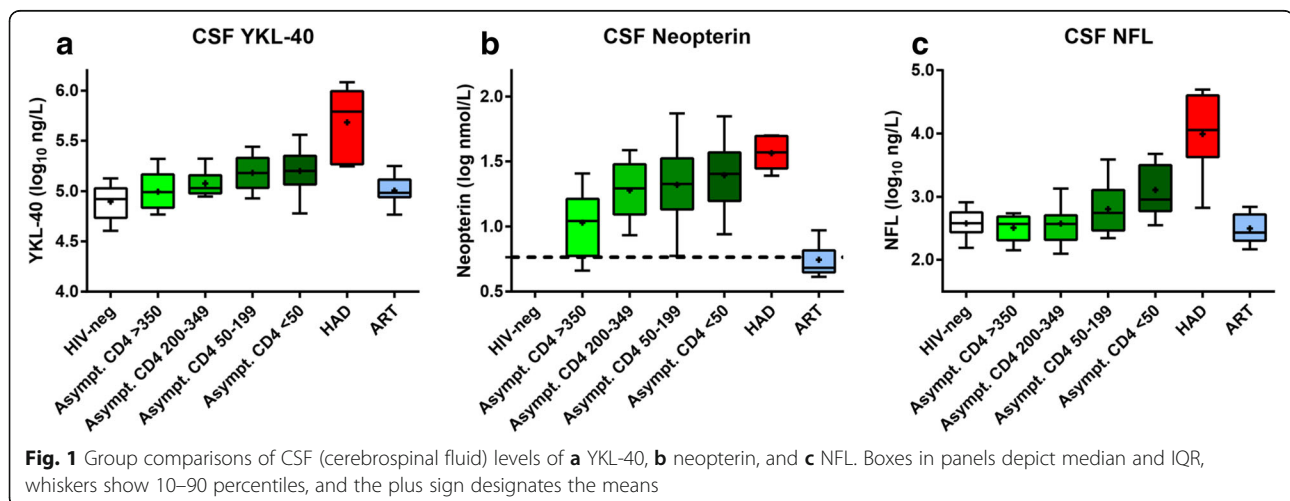 a CSF YKL-40
YKL-40 (log10 ng/L)
6.0
5.5
5.0
4.5
4.0
HIV-neg
Asympt. CD4 >350
Asympt. CD4 200-349
Asympt. CD4 50-199
Asympt. CD4 <50
HAD
ART
b CSF Neopterin
Neopterin (log nmol/L)
2.0
1.5
1.0
0.5
HIV-neg
Asympt. CD4 >350
Asympt. CD4 200-349
Asympt. CD4 50-199
Asympt. CD4 <50
HAD
ART
c CSF NFL
NFL (log10 ng/L)
5.0
4.0
3.0
2.0
HIV-neg
Asympt. CD4 >350
Asympt. CD4 200-349
Asympt. CD4 50-199
Asympt. CD4 <50
HAD
ART
Fig. 1 Group comparisons of CSF (cerebrospinal fluid) levels of a YKL-40, b neopterin, and c NFL. Boxes in panels depict median and IQR,
whiskers show 10–90 percentiles, and the plus sign designates the means